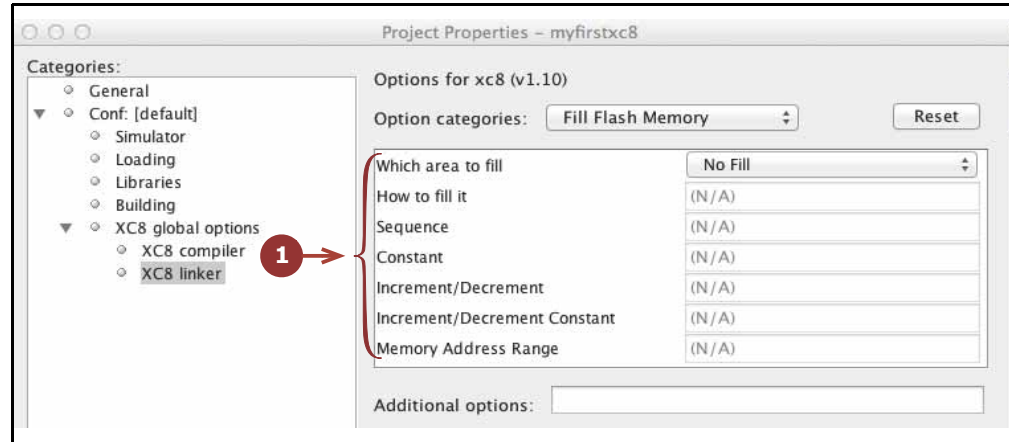 Project Properties – myfirstxc8
Categories:
General
Conf: [default]
Simulator
Loading
Libraries
Building
XC8 global options
XC8 compiler
XC8 linker
1
Options for xc8 (v1.10)
Option categories: Fill Flash Memory Reset
Which area to fill No Fill
How to fill it (N/A)
Sequence (N/A)
Constant (N/A)
Increment/Decrement (N/A)
Increment/Decrement Constant (N/A)
Memory Address Range (N/A)
Additional options: